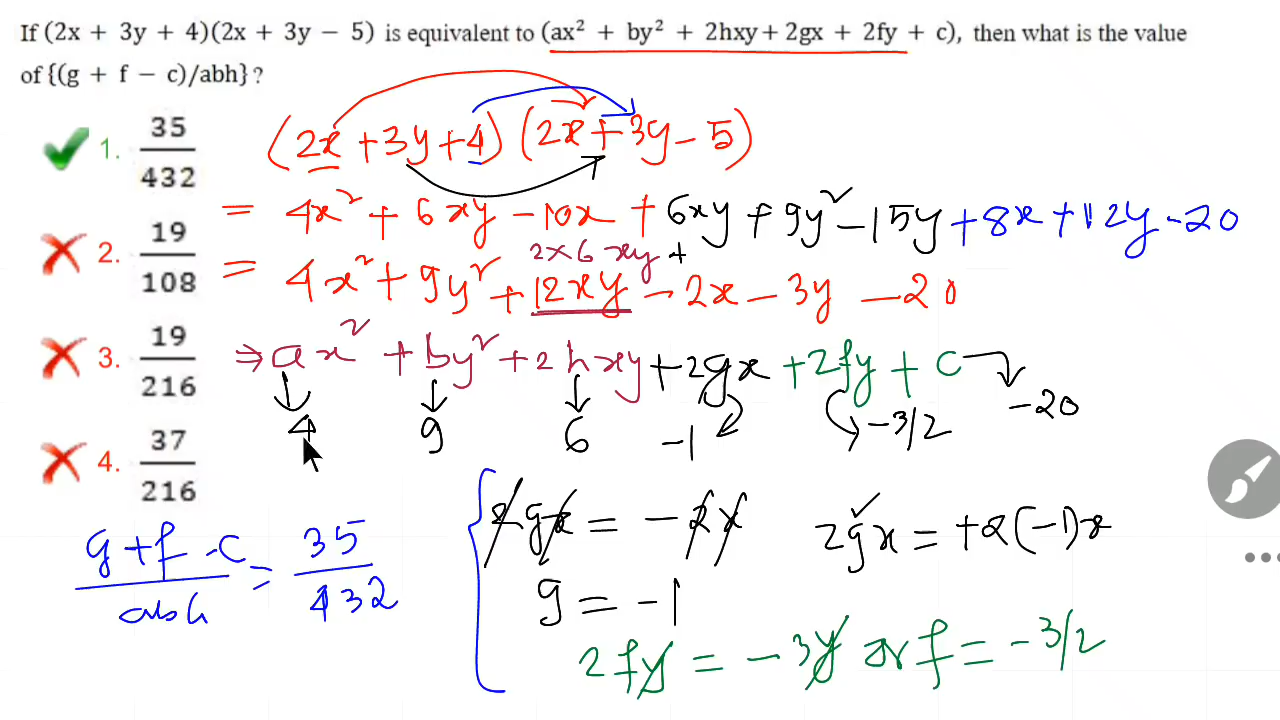 If (2x + 3y + 4)(2x + 3y − 5) is equivalent to (ax² + by² + 2hxy+2gx + 2fy + c), then what is the value
of {(g + f − c)/abh}?
1. 35/432
2. 19/108
3. 19/216
4. 37/216
(2x + 3y + 4) (2x + 3y − 5)
= 4x² + 6xy − 10x + 6xy + 9y² − 15y + 8x + 12y − 20
2×6 xy +
= 4x² + 9y² + 12xy − 2x − 3y − 20
⇒ ax² + by² + 2hxy + 2gx + 2fy + c
4 9 6 −1 −3/2 −20
2gx = −2x
2gx = +2(−1)x
g = −1
2fy = −3y or f = −3/2
g + f − c / abh = 35/432